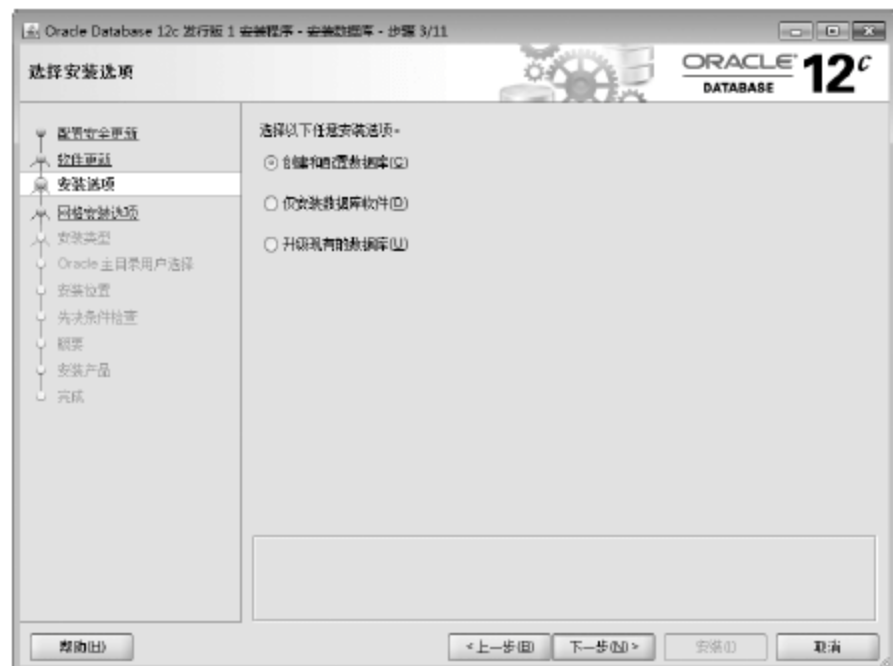 Oracle Database 12c 发行版 1 安装程序 - 安装数据库 - 步骤 3/11
选择安装选项
ORACLE DATABASE 12c
配置安全更新
软件更新
安装选项
网格安装选项
安装类型
Oracle 主目录用户选择
安装位置
先决条件检查
概要
安装产品
完成
选择以下任意安装选项。
创建和配置数据库(C)
仅安装数据库软件(D)
升级现有的数据库(U)
帮助(H)
<上一步(B)
下一步(N)>
安装(I)
取消